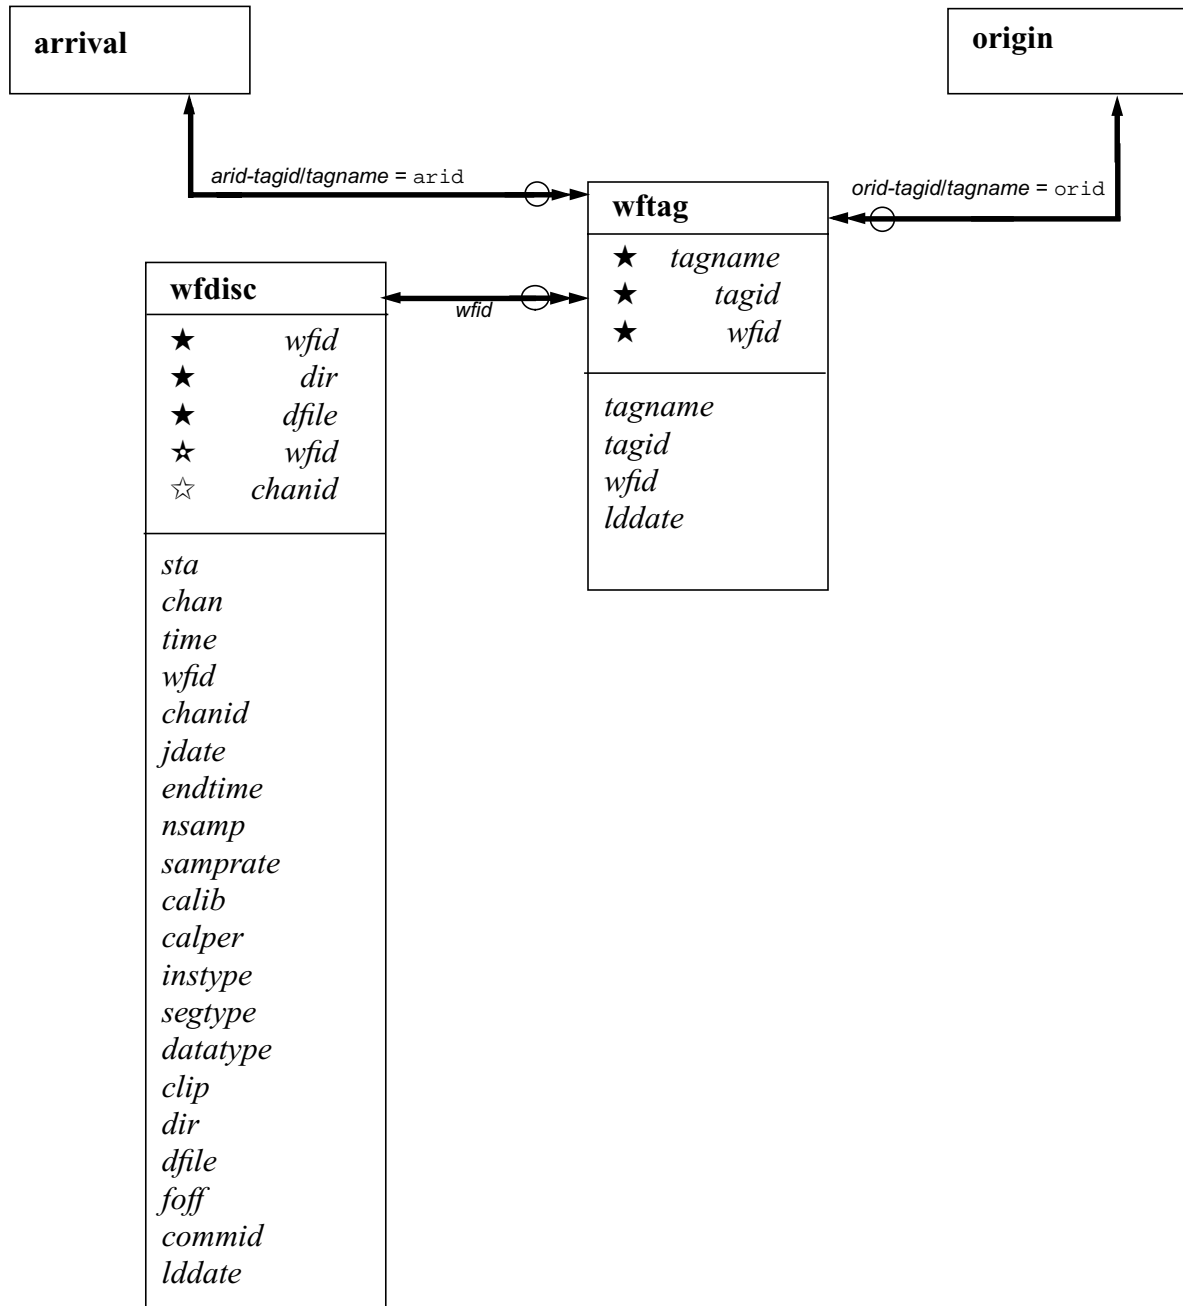 arrival
origin
arid-tagid/tagname = arid
orid-tagid/tagname = orid
wftag
★ tagname
★ tagid
★ wfid
tagname
tagid
wfid
lddate
wfid
wfdisc
★ wfid
★ dir
★ dfile
✫ wfid
☆ chanid
sta
chan
time
wfid
chanid
jdate
endtime
nsamp
samprate
calib
calper
instype
segtype
datatype
clip
dir
dfile
foff
commid
lddate